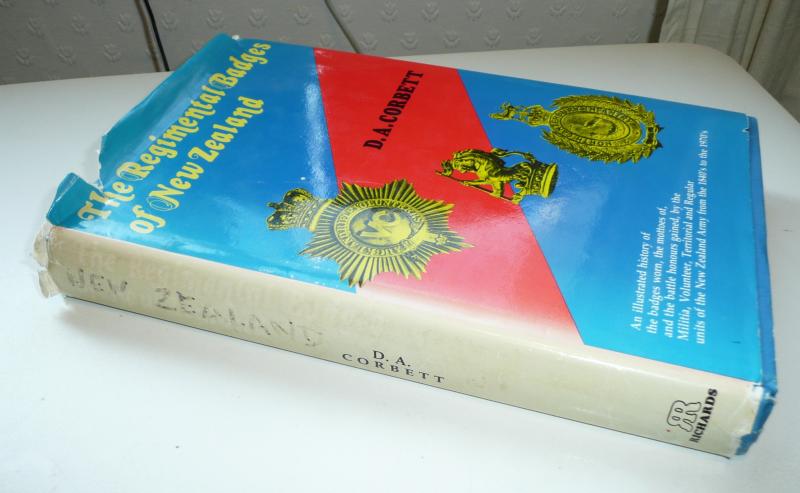 The Regimental Badges
of New Zealand
D.A.CORBETT
An illustrated history of
the badges worn, the mottoes of,
and the battle honours gained, by the
Militia, Volunteer, Territorial and Regular
units of the New Zealand Army from the 1840's to the 1970's
NEW ZEALAND
D. A.
CORBETT
RR
RICHARDS